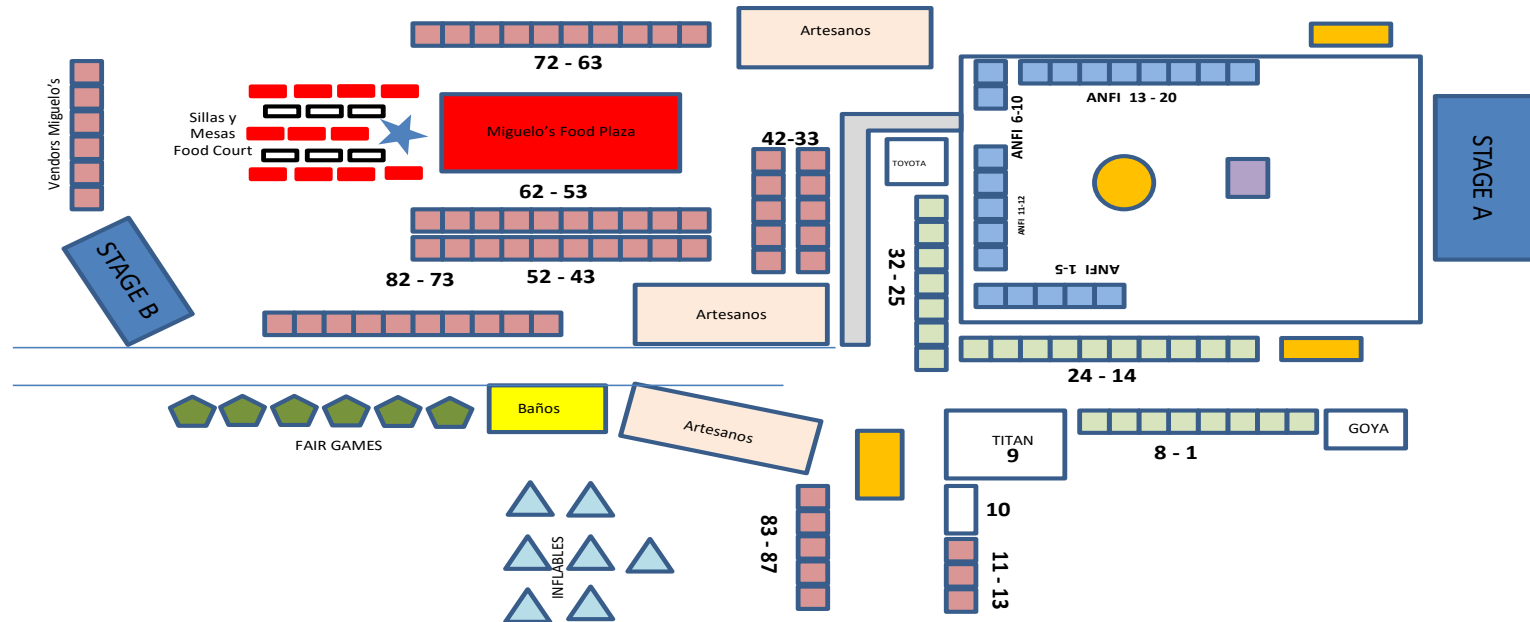 Artesanos
72 - 63
Vendors Miguelo's
Sillas y
Mesas
Food Court
Miguelo's Food Plaza
42-33
TOYOTA
ANFI 6-10
ANFI 13 - 20
STAGE A
ANFI 11-12
62 - 53
STAGE B
82 - 73
52 - 43
32 - 25
ANFI 1-5
Artesanos
24 - 14
Baños
Artesanos
FAIR GAMES
TITAN
9
8 - 1
GOYA
INFLABLES
83 - 87
10
11 - 13